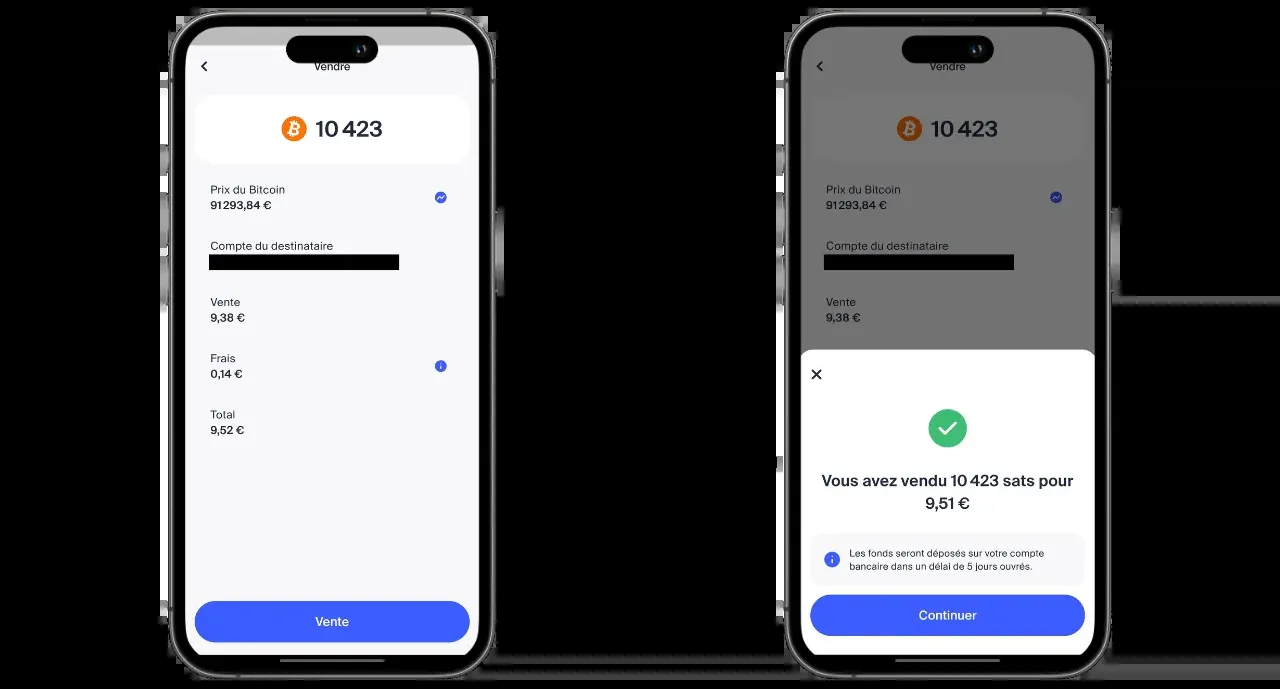 Vendre
10 423
Prix du Bitcoin
91293,84 €
Compte du destinataire
Vente
9,38 €
Frais
0,14 €
Total
9,52 €
Vente
Vendre
10 423
Prix du Bitcoin
91293,84 €
Compte du destinataire
Vente
9,38 €
Vous avez vendu 10 423 sats pour
9,51 €
Les fonds seront déposés sur votre compte
bancaire dans un délai de 5 jours ouvrés.
Continuer